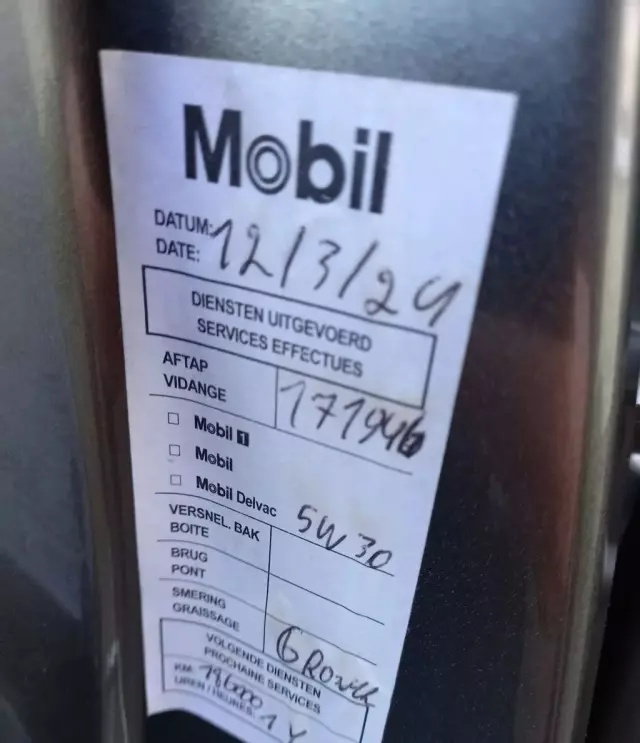 Mobil
DATUM:
DATE: 12/3/24
DIENSTEN UITGEVOERD
SERVICES EFFECTUES
AFTAP
VIDANGE 171946
☐ Mobil 1
☐ Mobil
☐ Mobil Delvac 5W30
VERSNEL. BAK
BOITE
BRUG
PONT
SMERING
GRAISSAGE
VOLGENDE DIENSTEN
PROCHAINE SERVICES
KM
UREN / HEURES: 1Y